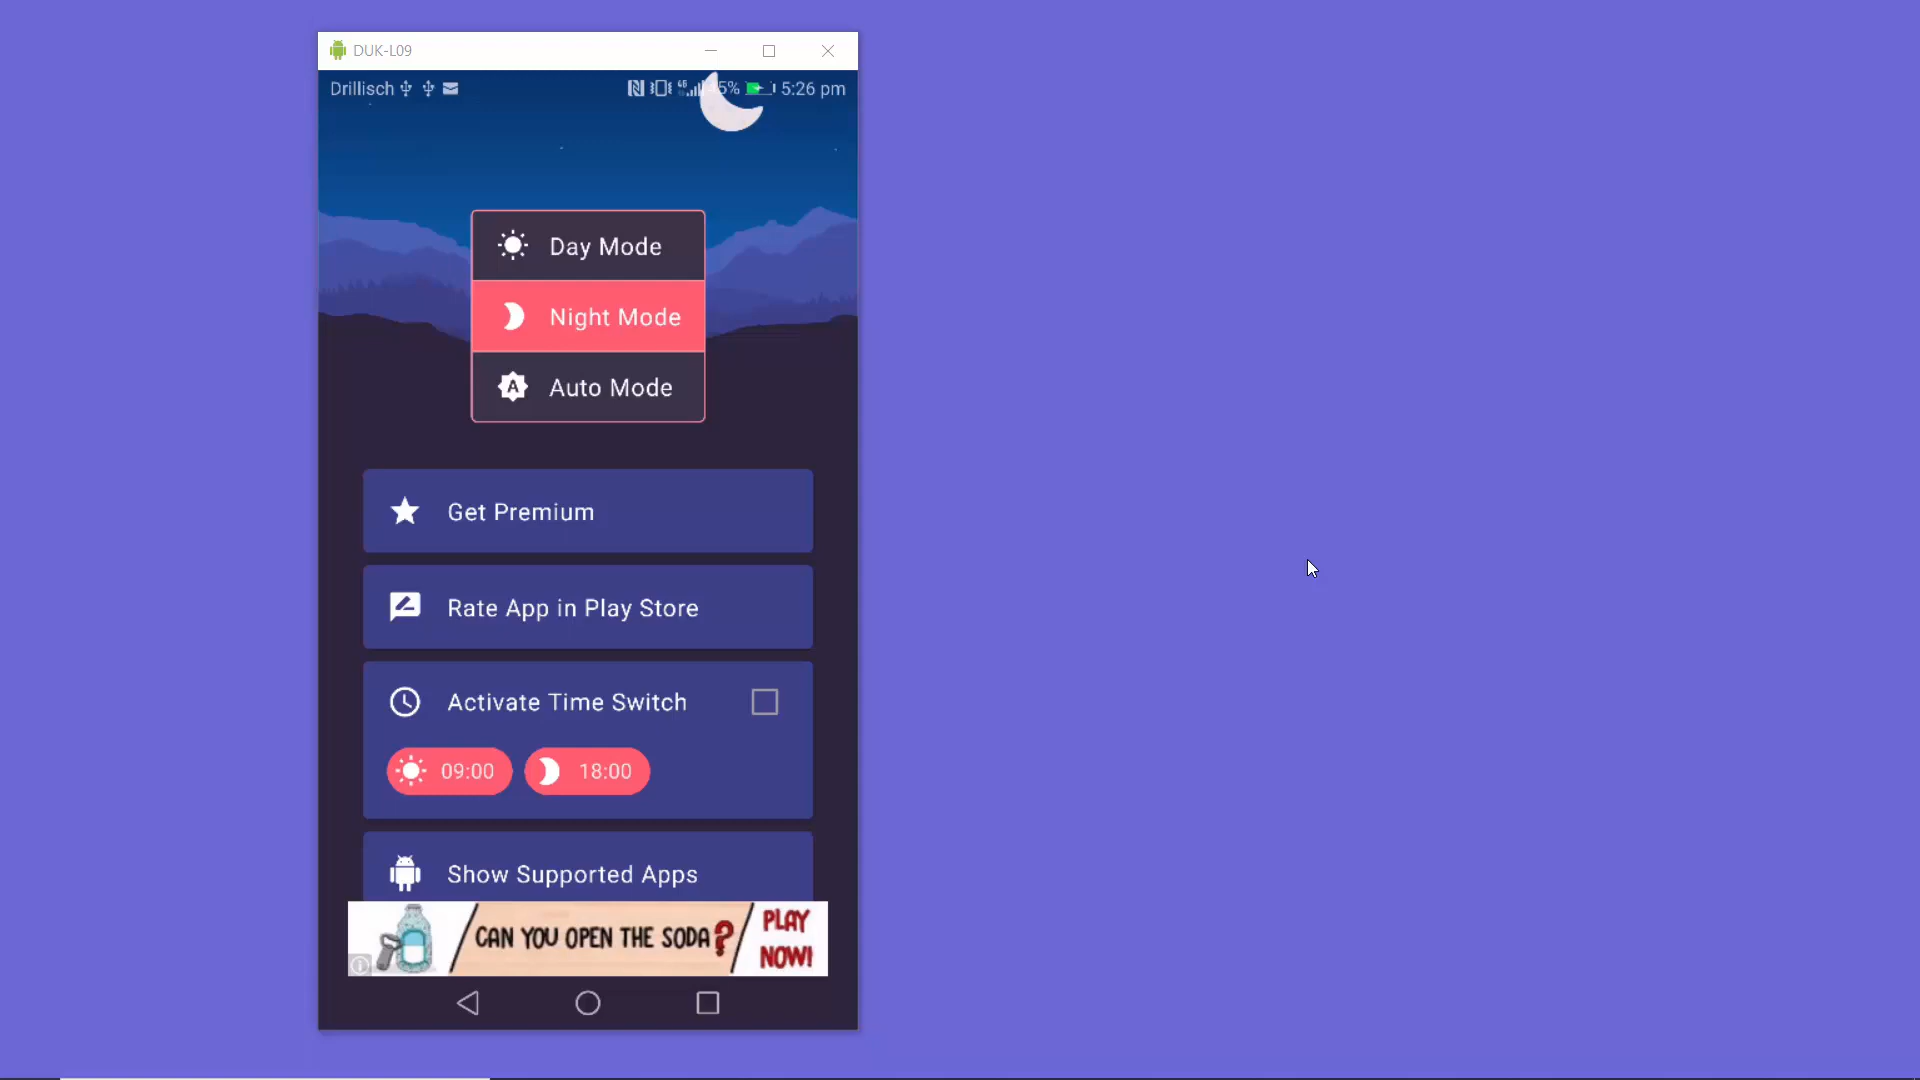 DUK-L09
Drillisch 5% 5:26 pm
Day Mode
Night Mode
A Auto Mode
Get Premium
Rate App in Play Store
Activate Time Switch
09:00 18:00
Show Supported Apps
CAN YOU OPEN THE SODA? PLAY NOW!